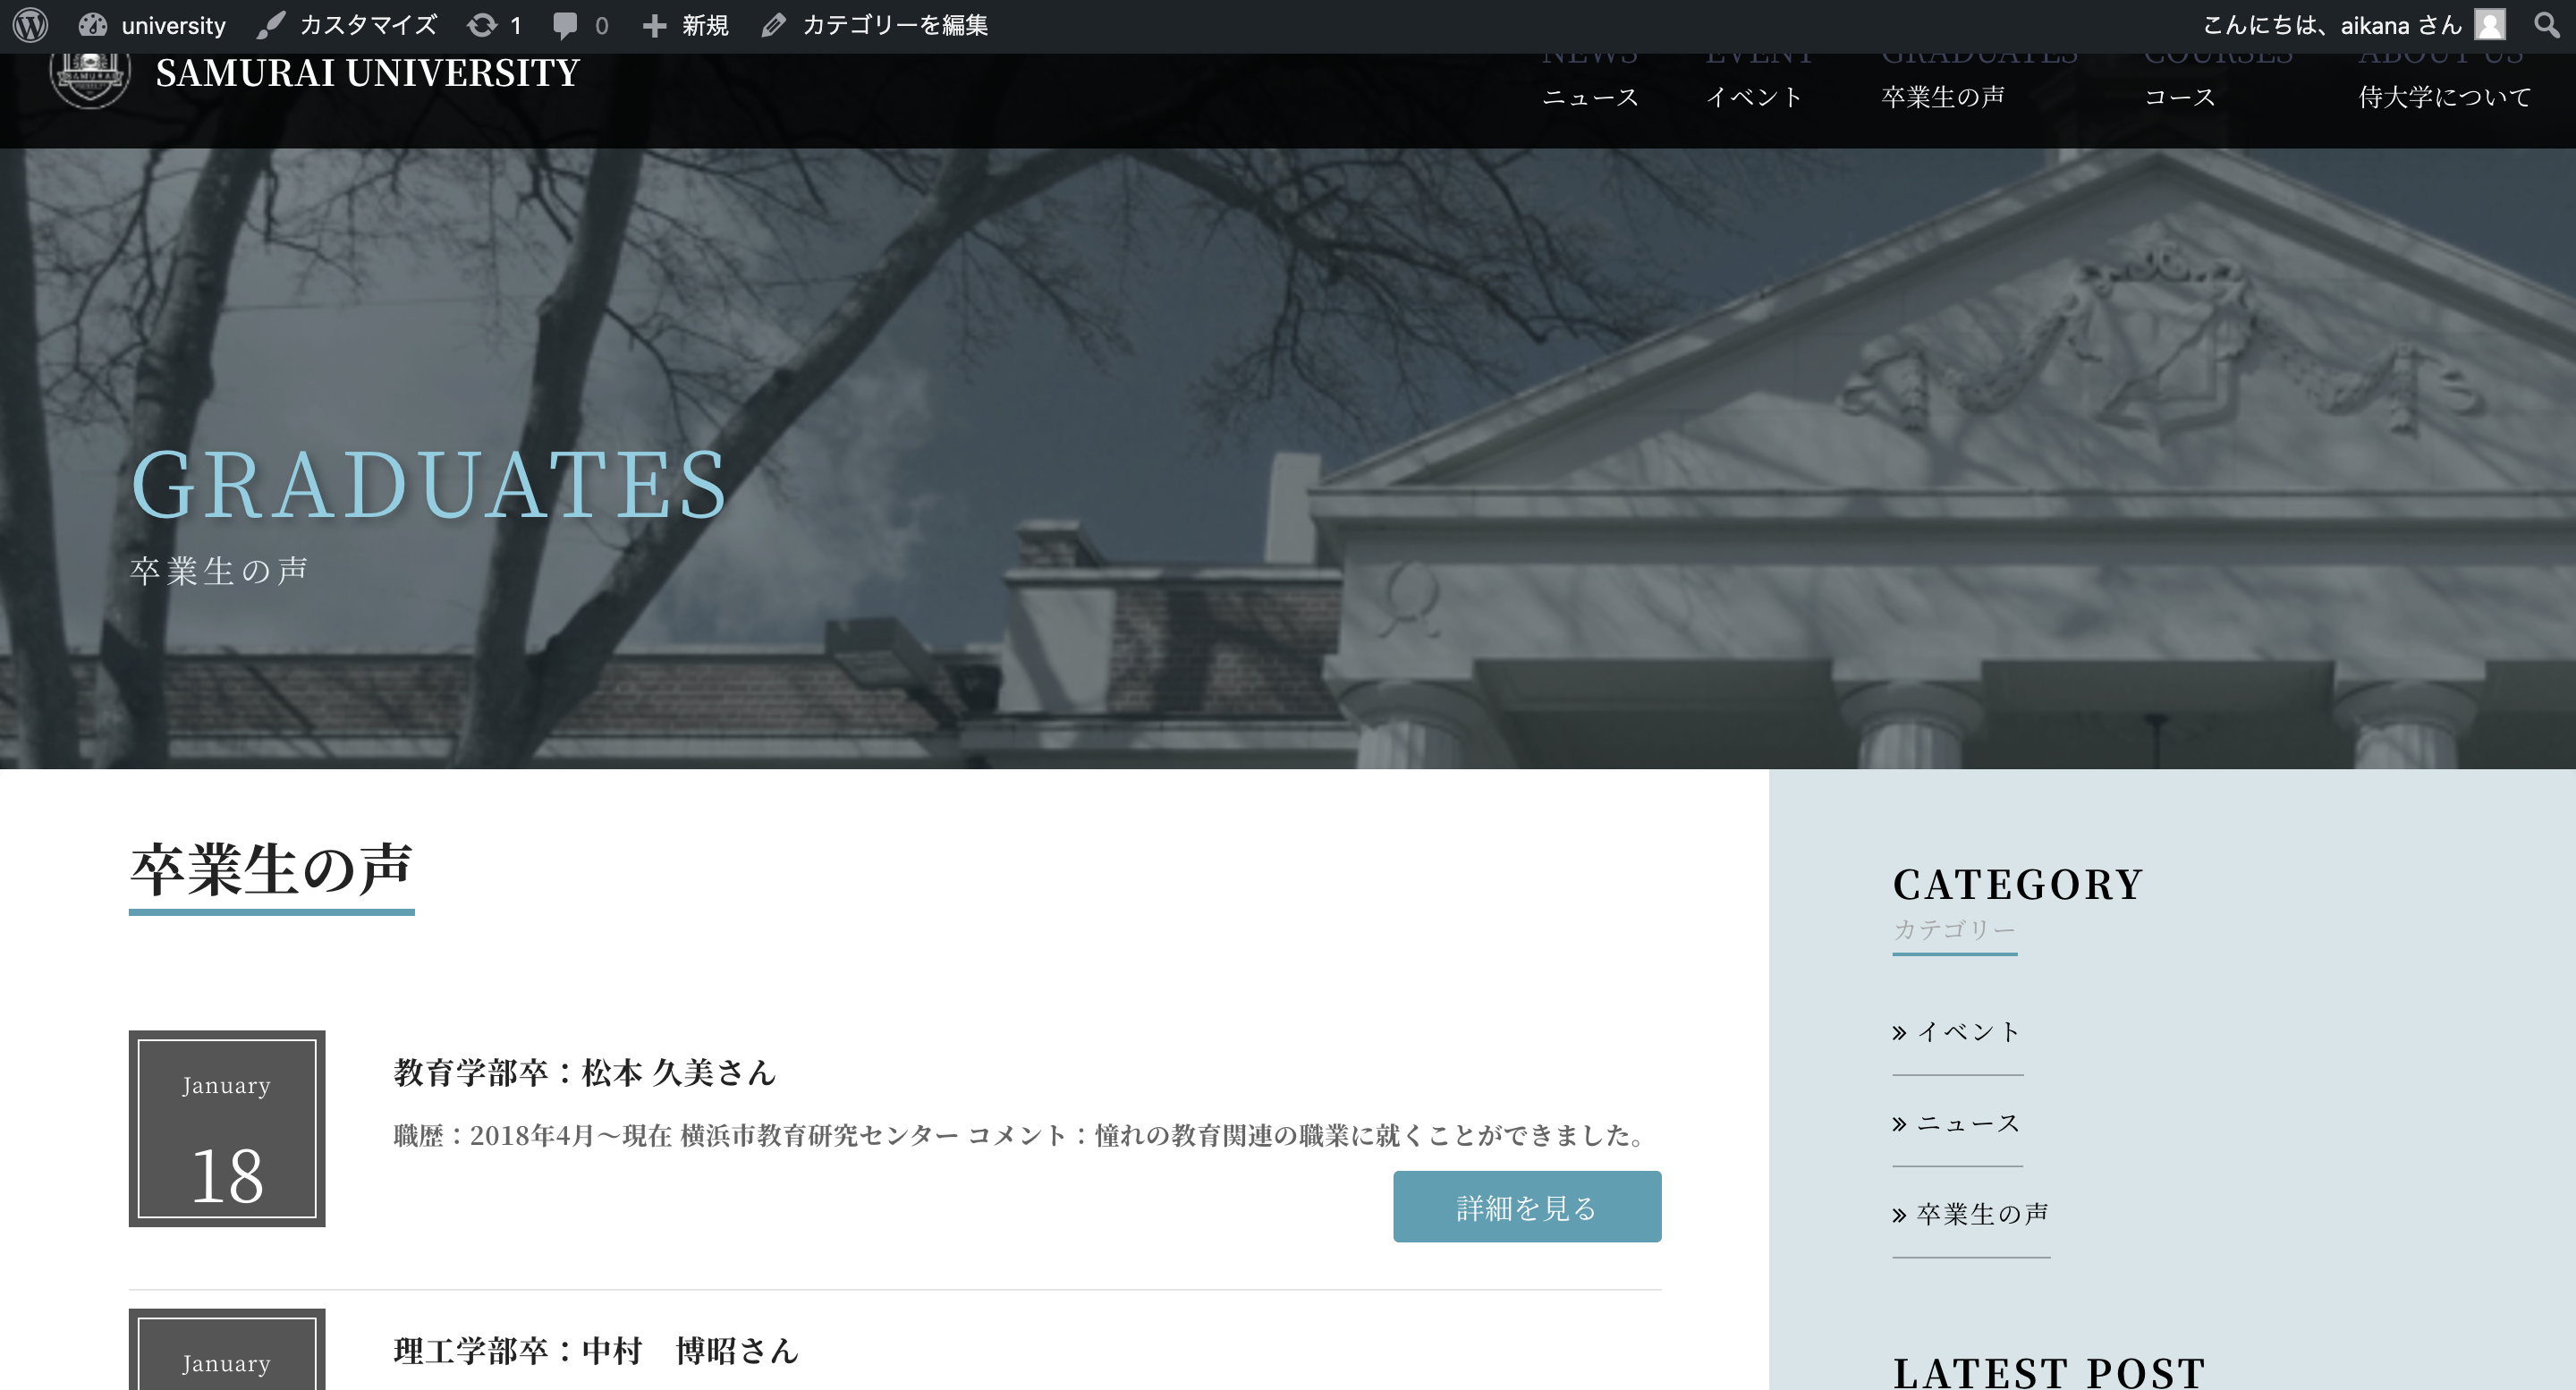 university カスタマイズ 1 0 新規 カテゴリーを編集 こんにちは、aikana さん
SAMURAI UNIVERSITY
NEWS EVENT GRADUATES COURSES ABOUT US
ニュース イベント 卒業生の声 コース 侍大学について
GRADUATES
卒業生の声
卒業生の声
CATEGORY
カテゴリー
イベント
ニュース
卒業生の声
January
18
教育学部卒：松本 久美さん
職歴：2018年4月〜現在 横浜市教育研究センター コメント：憧れの教育関連の職業に就くことができました。
詳細を見る
January
理工学部卒：中村　博昭さん
LATEST POST